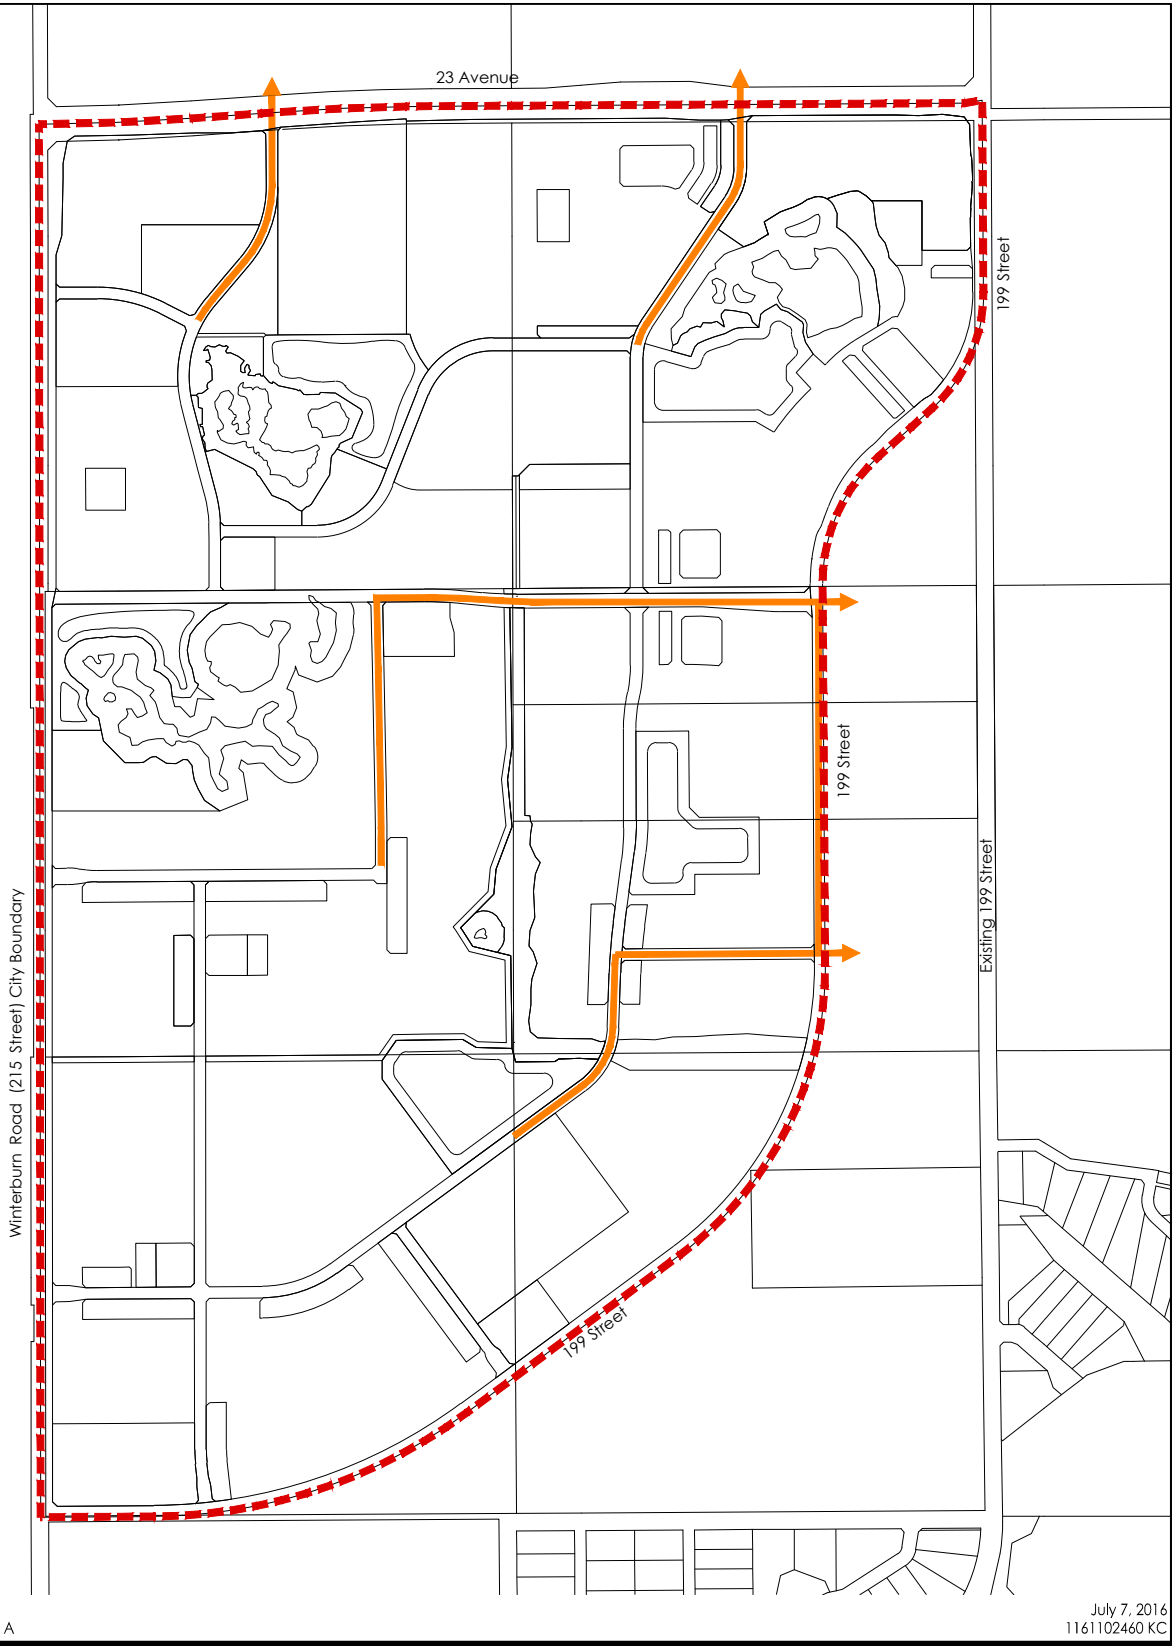 23 Avenue
199 Street
199 Street
Existing 199 Street
Winterburn Road (215 Street) City Boundary
199 Street
July 7, 2016
1161102460 KC
A